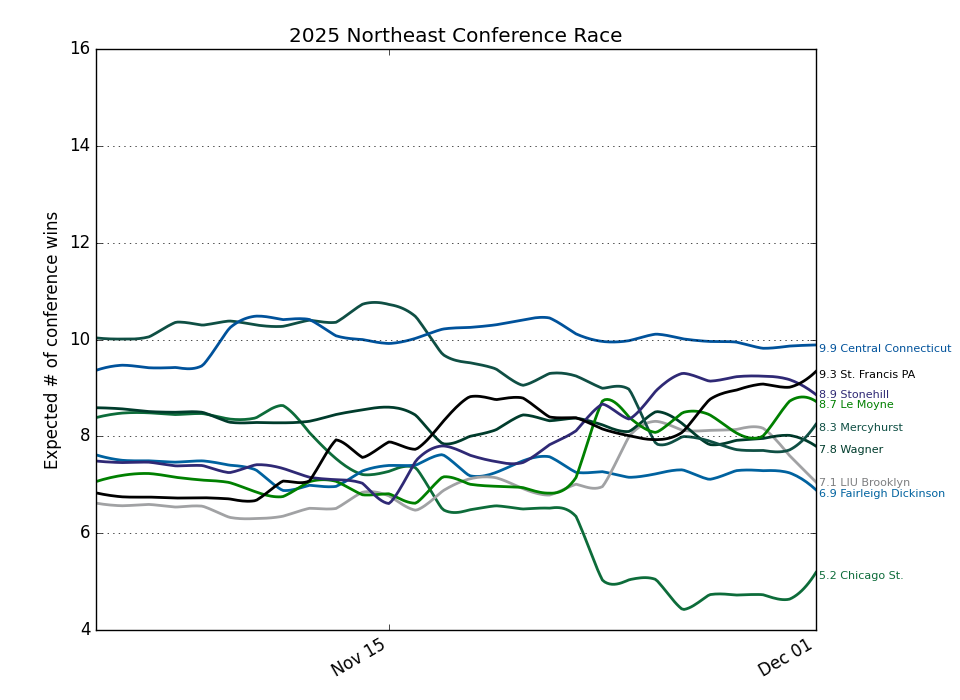 2025 Northeast Conference Race
Expected # of conference wins
16
14
12
10
8
6
4
Nov 15
Dec 01
9.9 Central Connecticut
9.3 St. Francis PA
8.9 Stonehill
8.7 Le Moyne
8.3 Mercyhurst
7.8 Wagner
7.1 LIU Brooklyn
6.9 Fairleigh Dickinson
5.2 Chicago St.